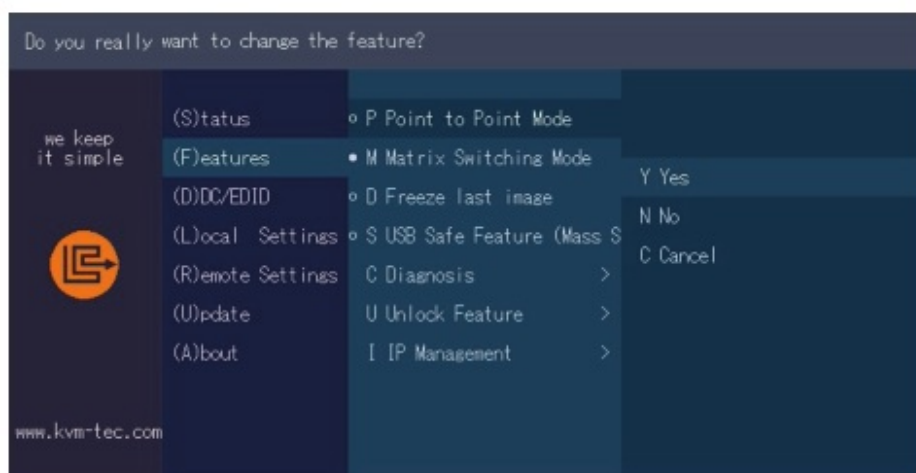 Do you really want to change the feature?
we keep
it simple
www.kvm-tec.com
(S)tatus
(F)eatures
(D)DC/EDID
(L)ocal Settings
(R)emote Settings
(U)pdate
(A)bout
P Point to Point Mode
M Matrix Switching Mode
D Freeze last image
S USB Safe Feature (Mass S
C Diagnosis >
U Unlock Feature >
I IP Management >
Y Yes
N No
C Cancel